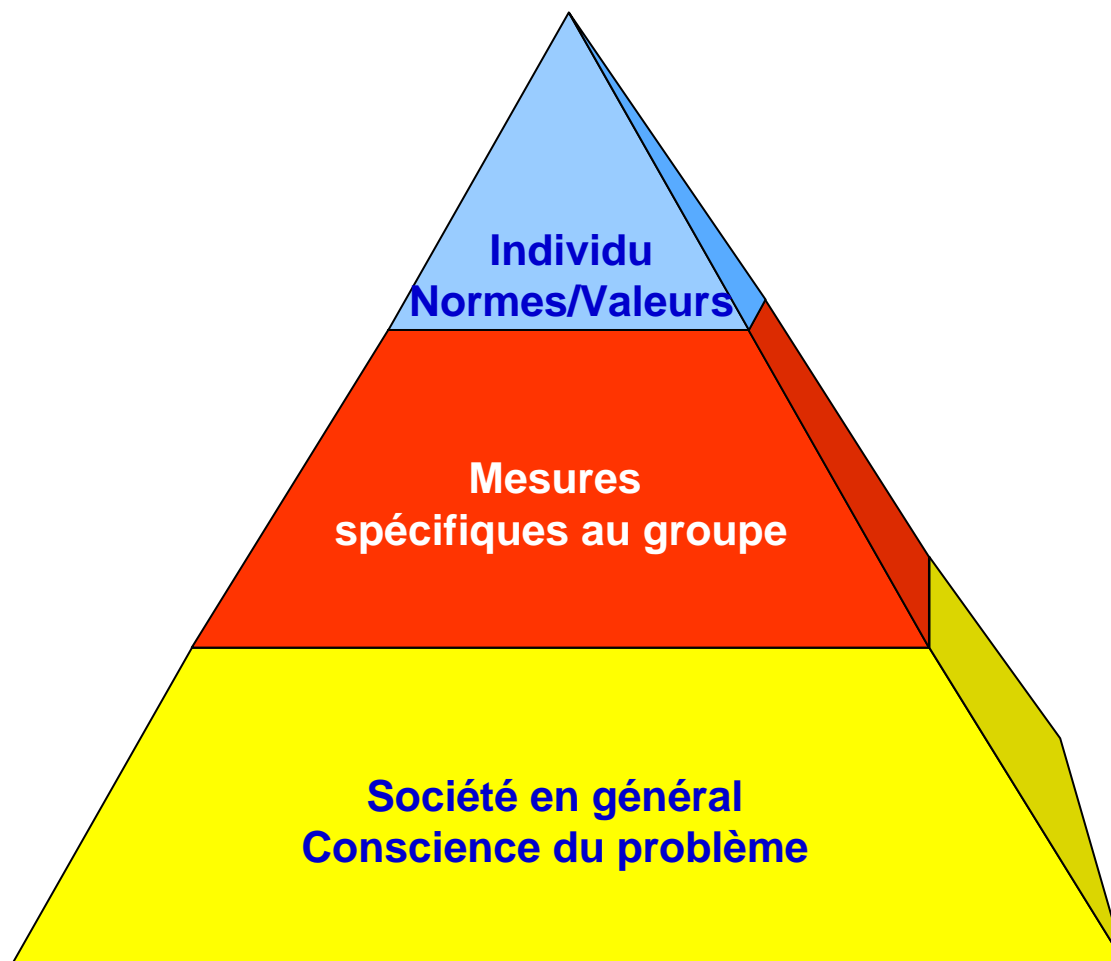 Individu
Normes/Valeurs
Mesures
spécifiques au groupe
Société en général
Conscience du problème